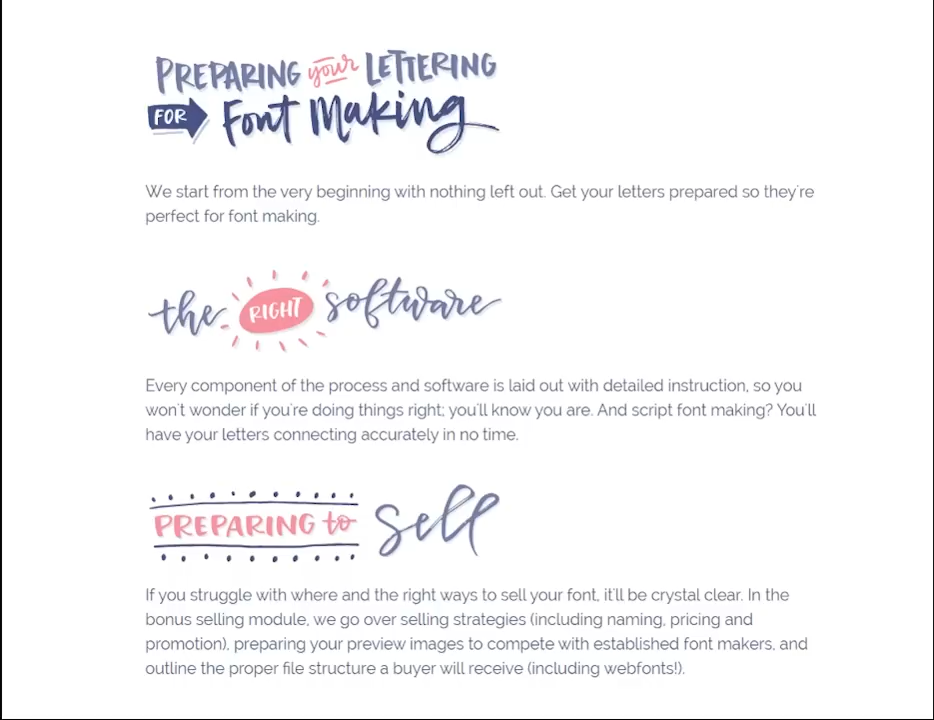 PREPARING your LETTERING
FOR Font Making
We start from the very beginning with nothing left out. Get your letters prepared so they're
perfect for font making.
the RIGHT software
Every component of the process and software is laid out with detailed instruction, so you
won't wonder if you're doing things right; you'll know you are. And script font making? You'll
have your letters connecting accurately in no time.
PREPARING to sell
If you struggle with where and the right ways to sell your font, it'll be crystal clear. In the
bonus selling module, we go over selling strategies (including naming, pricing and
promotion), preparing your preview images to compete with established font makers, and
outline the proper file structure a buyer will receive (including webfonts!).